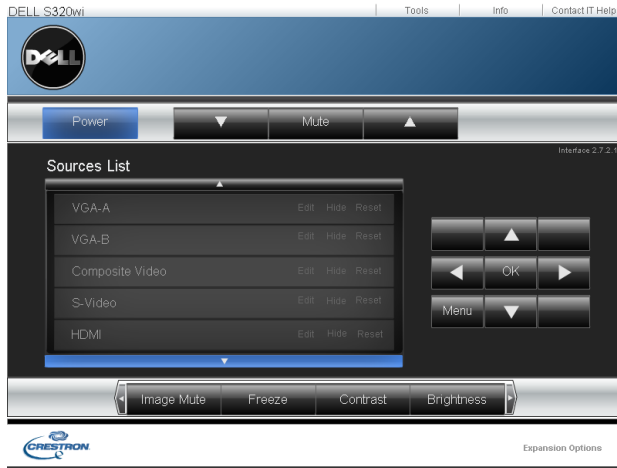 DELL S320wi
Tools Info Contact IT Help
DELL
Power Mute
Interface 2.7.2.1
Sources List
VGA-A Edit Hide Reset
VGA-B Edit Hide Reset
Composite Video Edit Hide Reset
S-Video Edit Hide Reset
HDMI Edit Hide Reset
OK
Menu
Image Mute Freeze Contrast Brightness
CRESTRON
Expansion Options